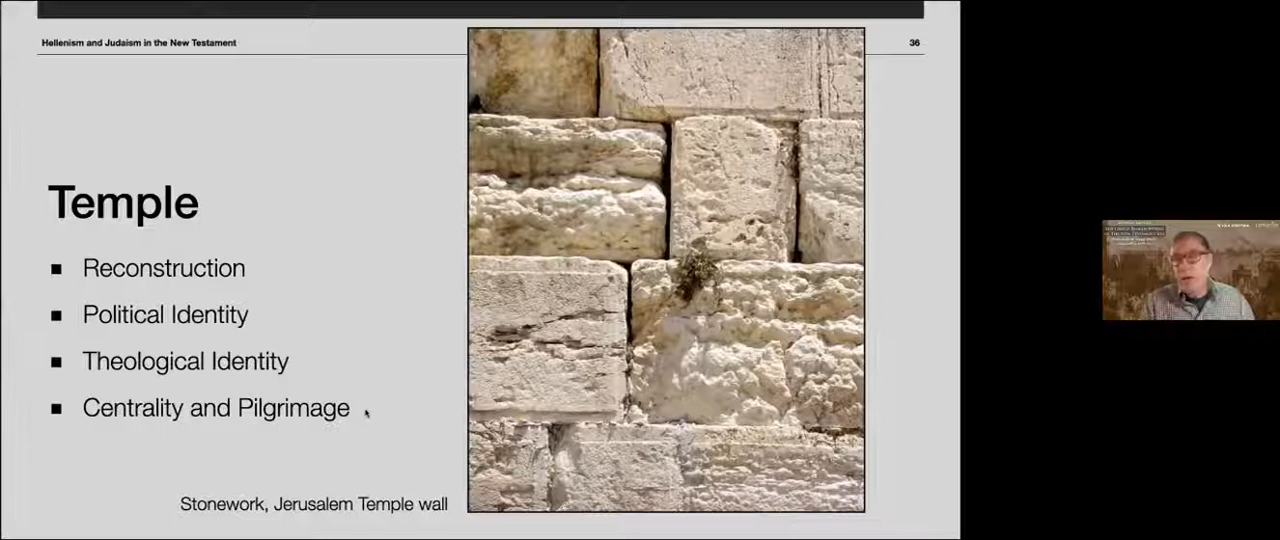 Hellenism and Judaism in the New Testament
36
Temple
Reconstruction
Political Identity
Theological Identity
Centrality and Pilgrimage
Stonework, Jerusalem Temple wall